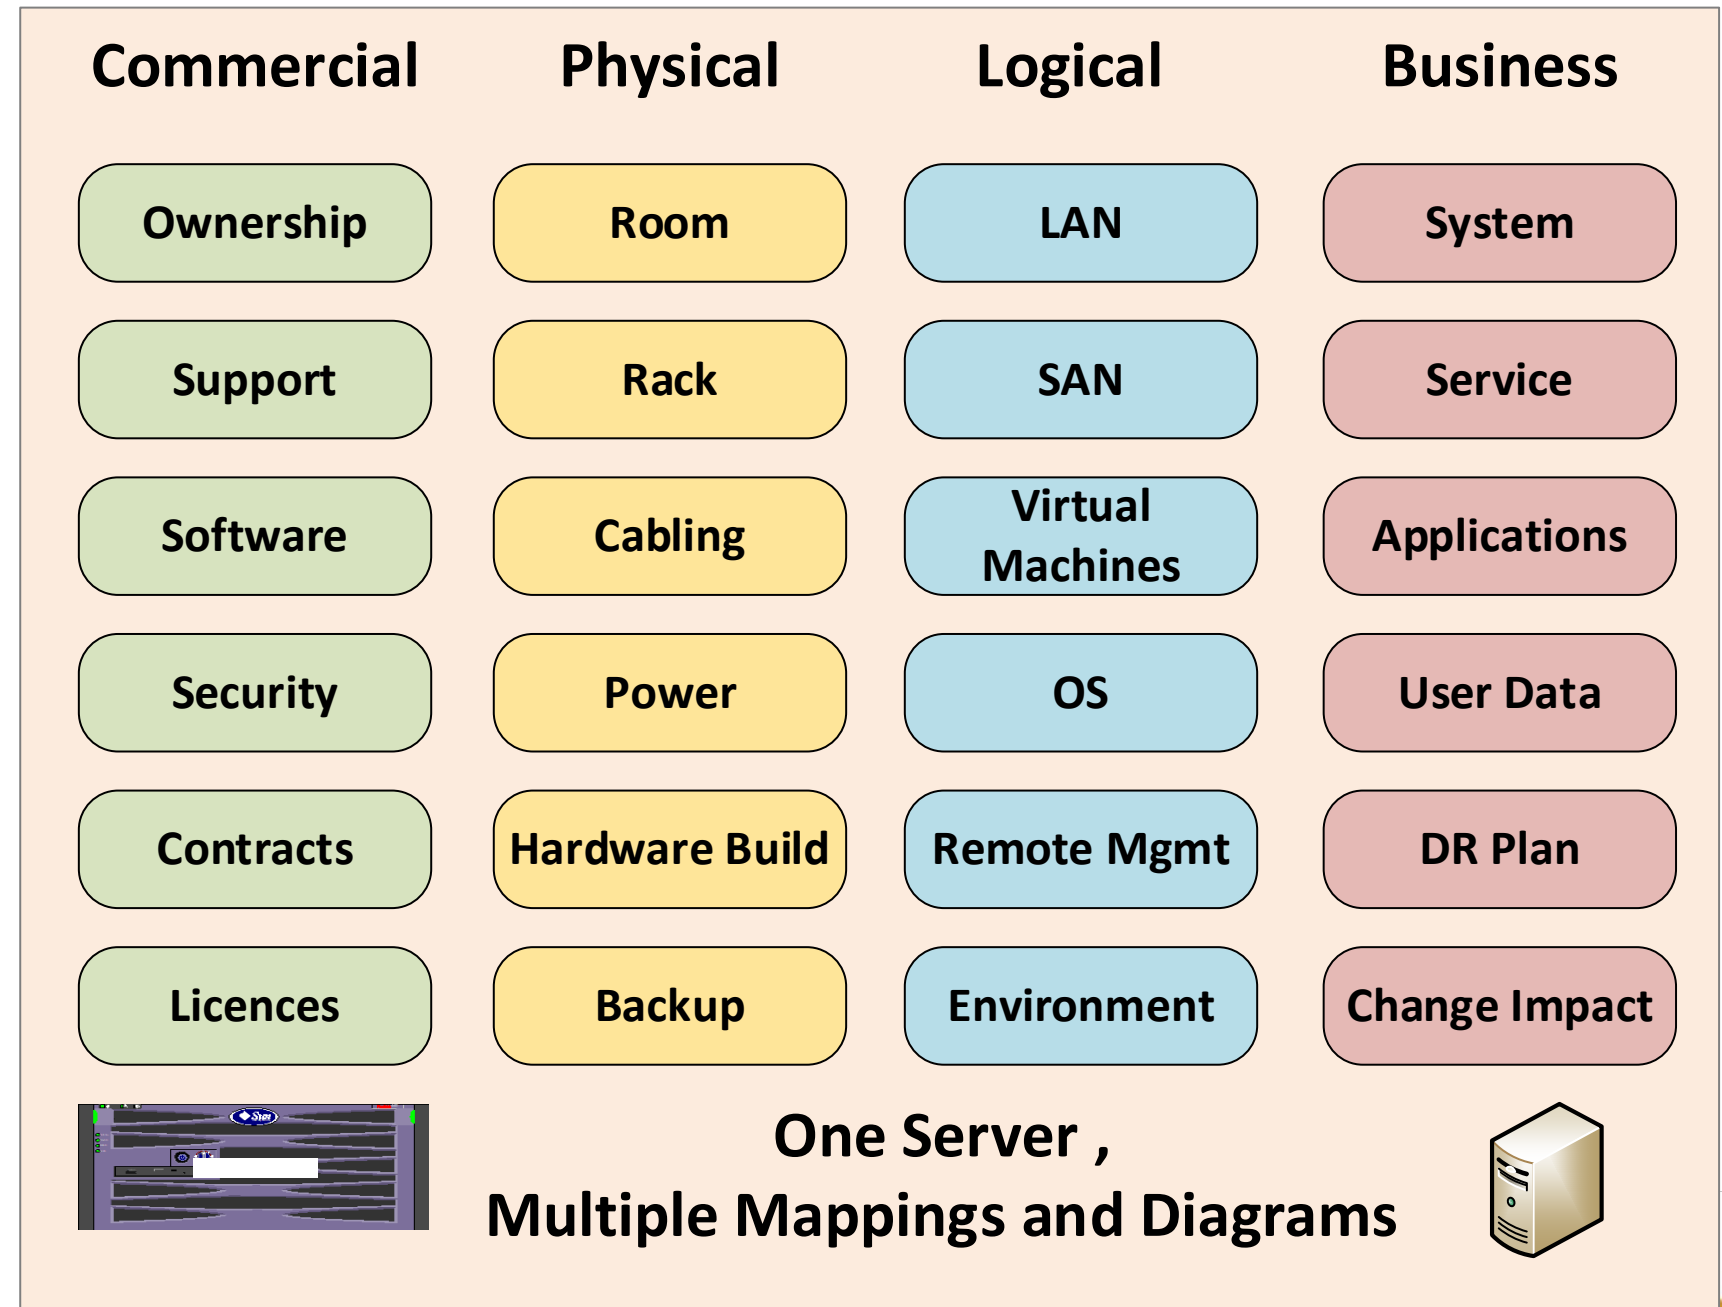 Commercial Physical Logical Business
Ownership Room LAN System
Support Rack SAN Service
Software Cabling Virtual Machines Applications
Security Power OS User Data
Contracts Hardware Build Remote Mgmt DR Plan
Licences Backup Environment Change Impact
Sun
One Server ,
Multiple Mappings and Diagrams